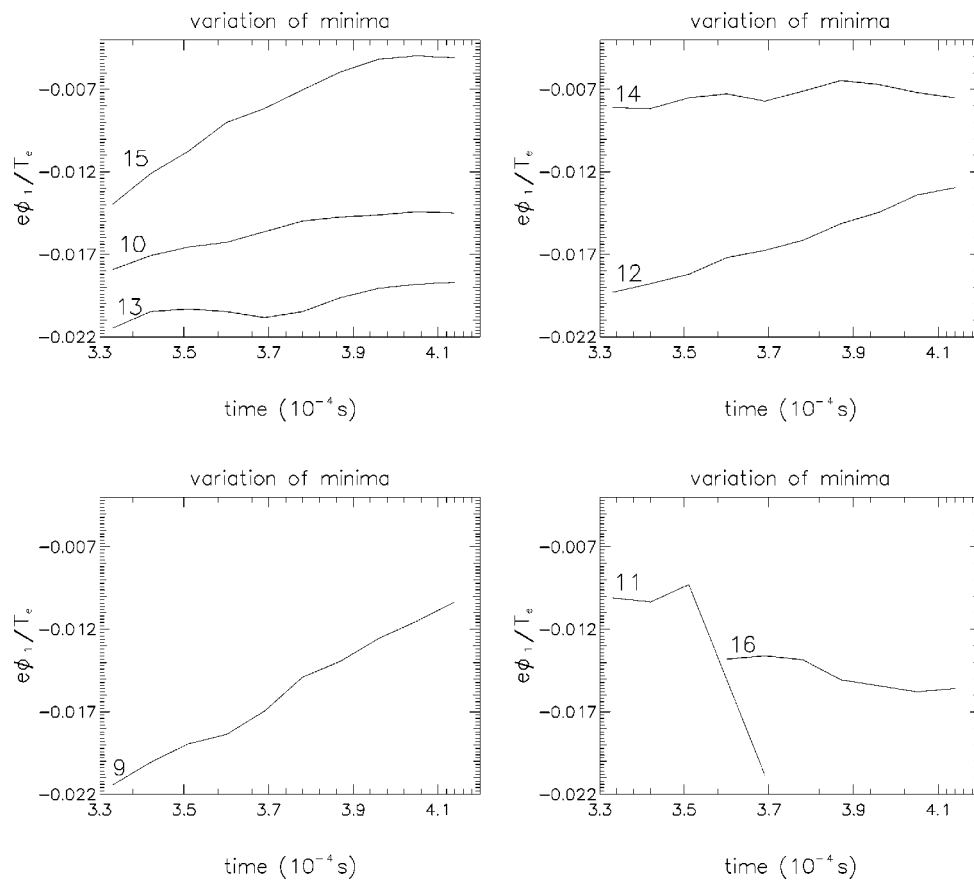 variation of minima
-0.007
-0.012
-0.017
-0.022
eϕ₁/Tₑ
15
10
13
3.3 3.5 3.7 3.9 4.1
time (10⁻⁴s)
variation of minima
-0.007
-0.012
-0.017
-0.022
eϕ₁/Tₑ
14
12
3.3 3.5 3.7 3.9 4.1
time (10⁻⁴s)
variation of minima
-0.007
-0.012
-0.017
-0.022
eϕ₁/Tₑ
9
3.3 3.5 3.7 3.9 4.1
time (10⁻⁴s)
variation of minima
-0.007
-0.012
-0.017
-0.022
eϕ₁/Tₑ
11
16
3.3 3.5 3.7 3.9 4.1
time (10⁻⁴s)